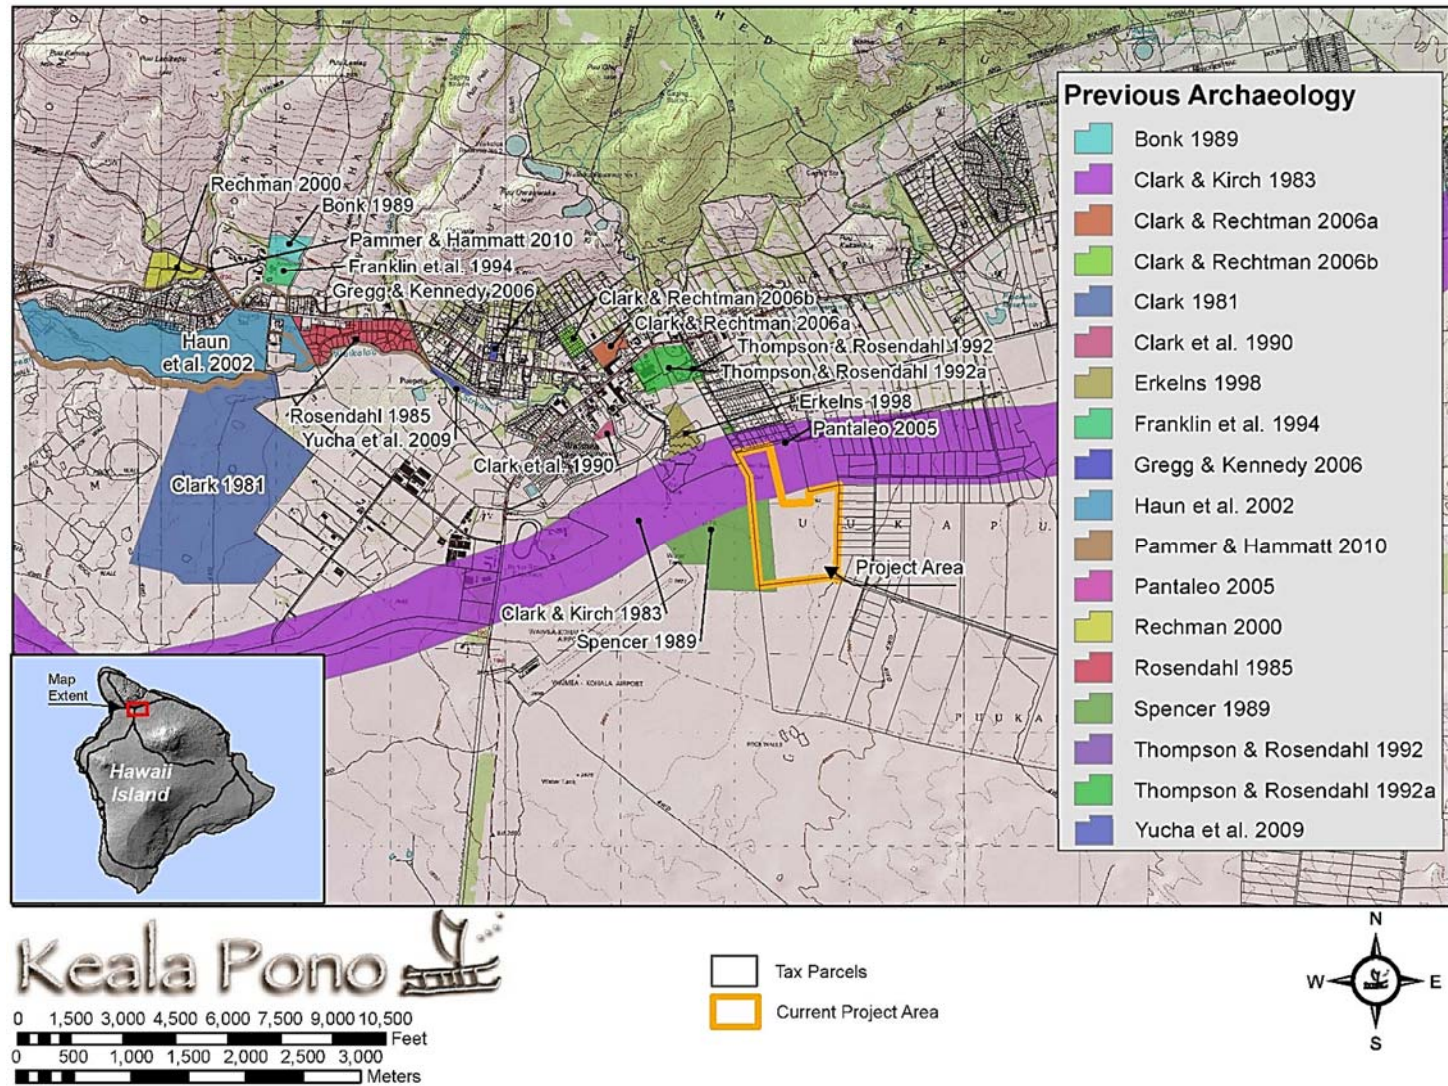 Previous Archaeology
Bonk 1989
Clark & Kirch 1983
Clark & Rechtman 2006a
Clark & Rechtman 2006b
Clark 1981
Clark et al. 1990
Erkelns 1998
Franklin et al. 1994
Gregg & Kennedy 2006
Haun et al. 2002
Pammer & Hammatt 2010
Pantaleo 2005
Rechman 2000
Rosendahl 1985
Spencer 1989
Thompson & Rosendahl 1992
Thompson & Rosendahl 1992a
Yucha et al. 2009
Rechman 2000
Bonk 1989
Pammer & Hammatt 2010
Franklin et al. 1994
Gregg & Kennedy 2006
Clark & Rechtman 2006b
Clark & Rechtman 2006a
Thompson & Rosendahl 1992
Thompson & Rosendahl 1992a
Haun
et al. 2002
Rosendahl 1985
Yucha et al. 2009
Erkelns 1998
Pantaleo 2005
Clark et al. 1990
Clark 1981
Project Area
Clark & Kirch 1983
Spencer 1989
WAIMEA - KOHALA AIRPORT
ROCK WALLS
Water Tank
Map
Extent
Hawaii
Island
Keala Pono
0 1,500 3,000 4,500 6,000 7,500 9,000 10,500
Feet
0 500 1,000 1,500 2,000 2,500 3,000
Meters
Tax Parcels
Current Project Area
N
W E
S